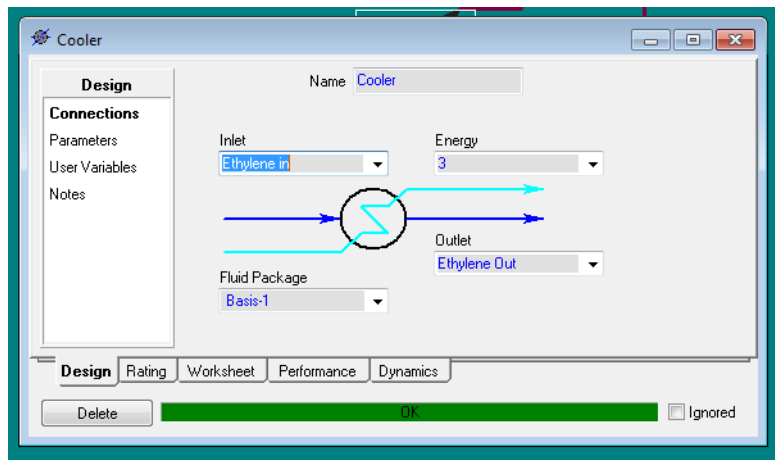 Cooler
Design
Name Cooler
Connections
Parameters
Inlet
Energy
User Variables
Ethylene in
3
Notes
Outlet
Ethylene Out
Fluid Package
Basis-1
Design Rating Worksheet Performance Dynamics
Delete
OK
Ignored